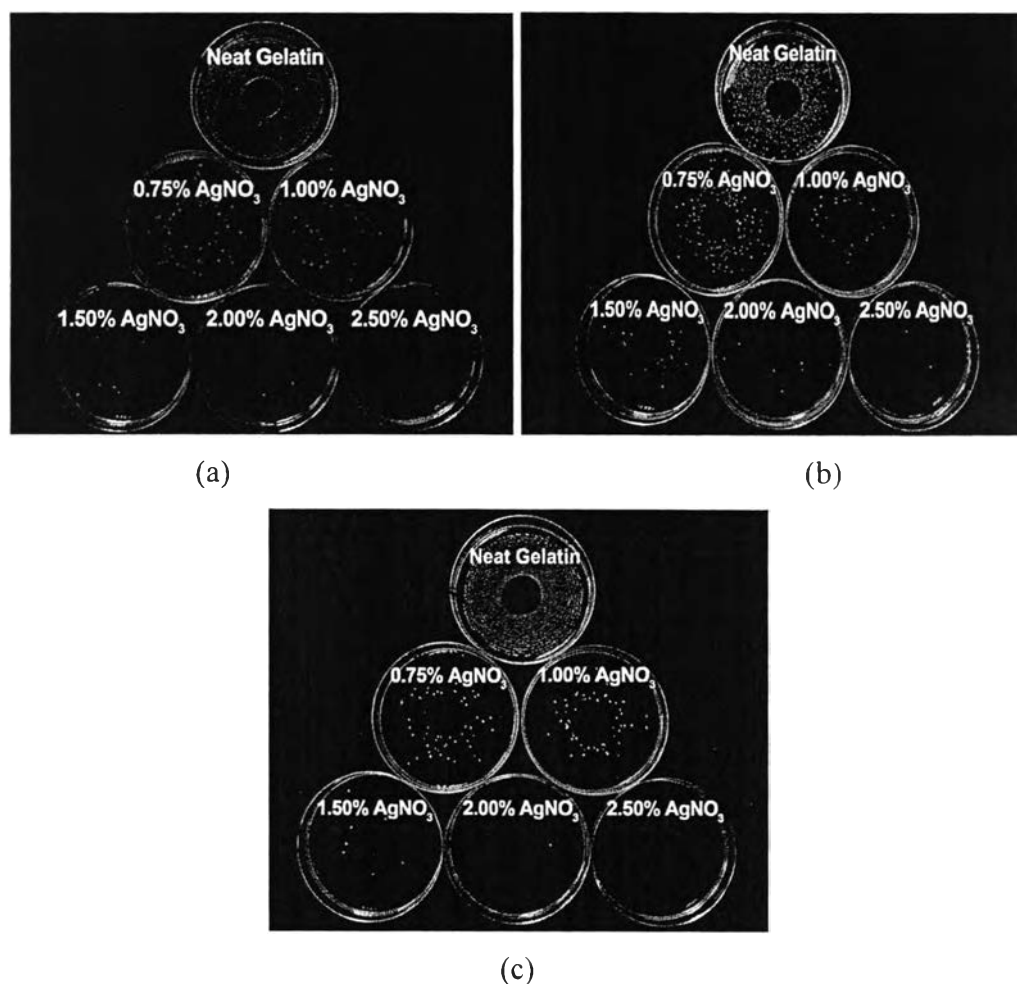 Neat Gelatin
0.75% AgNO₃ 1.00% AgNO₃
1.50% AgNO₃ 2.00% AgNO₃ 2.50% AgNO₃
(a)
Neat Gelatin
0.75% AgNO₃ 1.00% AgNO₃
1.50% AgNO₃ 2.00% AgNO₃ 2.50% AgNO₃
(b)
Neat Gelatin
0.75% AgNO₃ 1.00% AgNO₃
1.50% AgNO₃ 2.00% AgNO₃ 2.50% AgNO₃
(c)